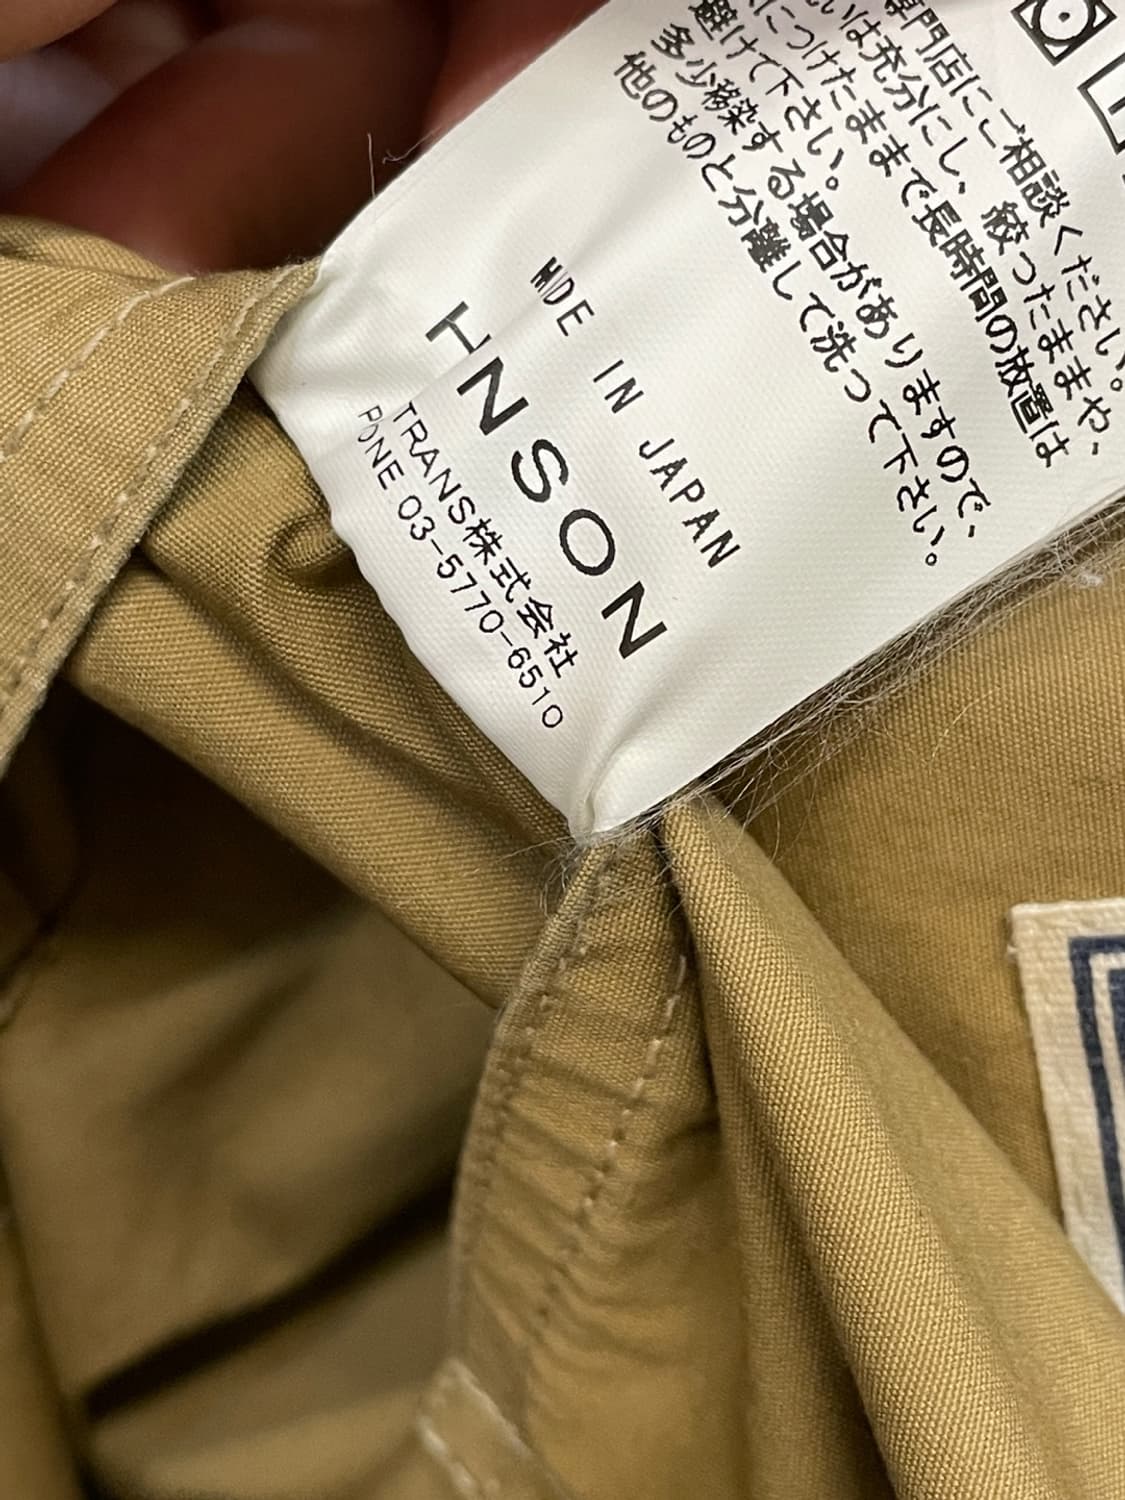 専門店にご相談ください。
は充分にし、絞ったままや、
につけたままで長時間の放置は
避けて下さい。
多少移染する場合がありますので、
他のものと分離して洗って下さい。
MDE IN JAPAN
HNSON
TRANS株式会社
PONE 03-5770-6510